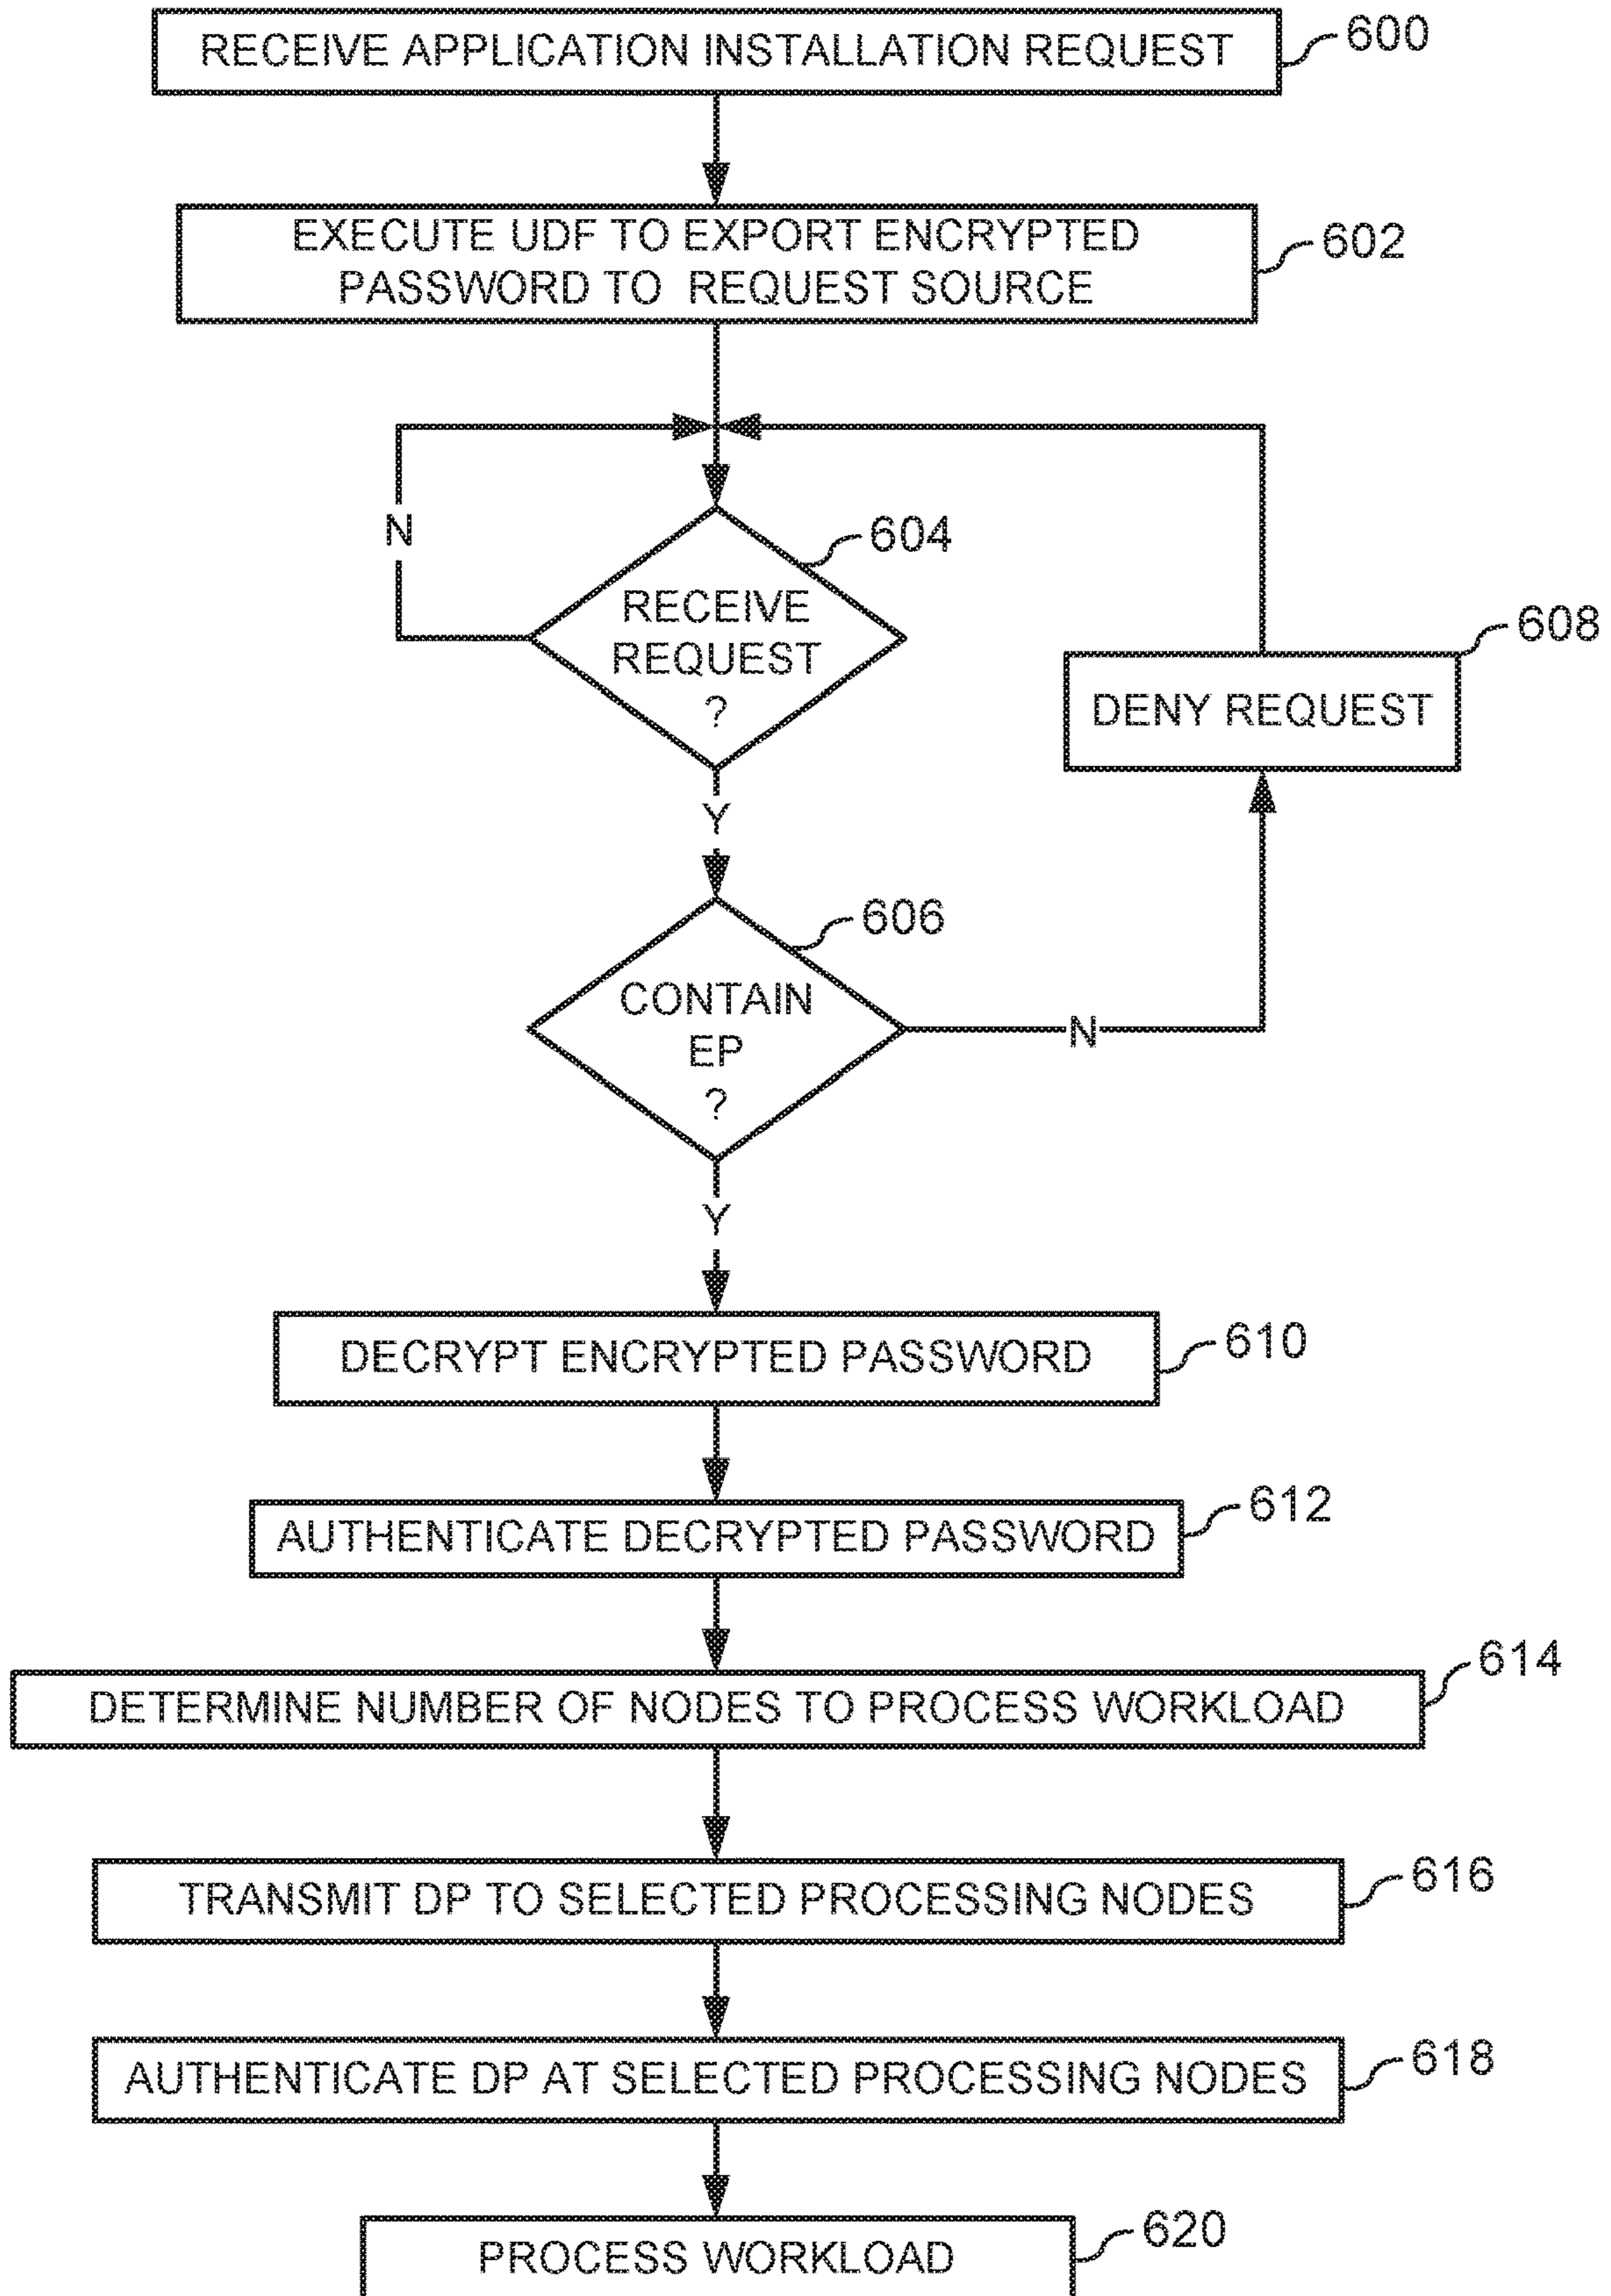 RECEIVE APPLICATION INSTALLATION REQUEST
600
EXECUTE UDF TO EXPORT ENCRYPTED
PASSWORD TO REQUEST SOURCE
602
N
604
RECEIVE
REQUEST
?
608
DENY REQUEST
Y
606
CONTAIN
EP
?
N
Y
DECRYPT ENCRYPTED PASSWORD
610
AUTHENTICATE DECRYPTED PASSWORD
612
DETERMINE NUMBER OF NODES TO PROCESS WORKLOAD
614
TRANSMIT DP TO SELECTED PROCESSING NODES
616
AUTHENTICATE DP AT SELECTED PROCESSING NODES
618
PROCESS WORKLOAD
620